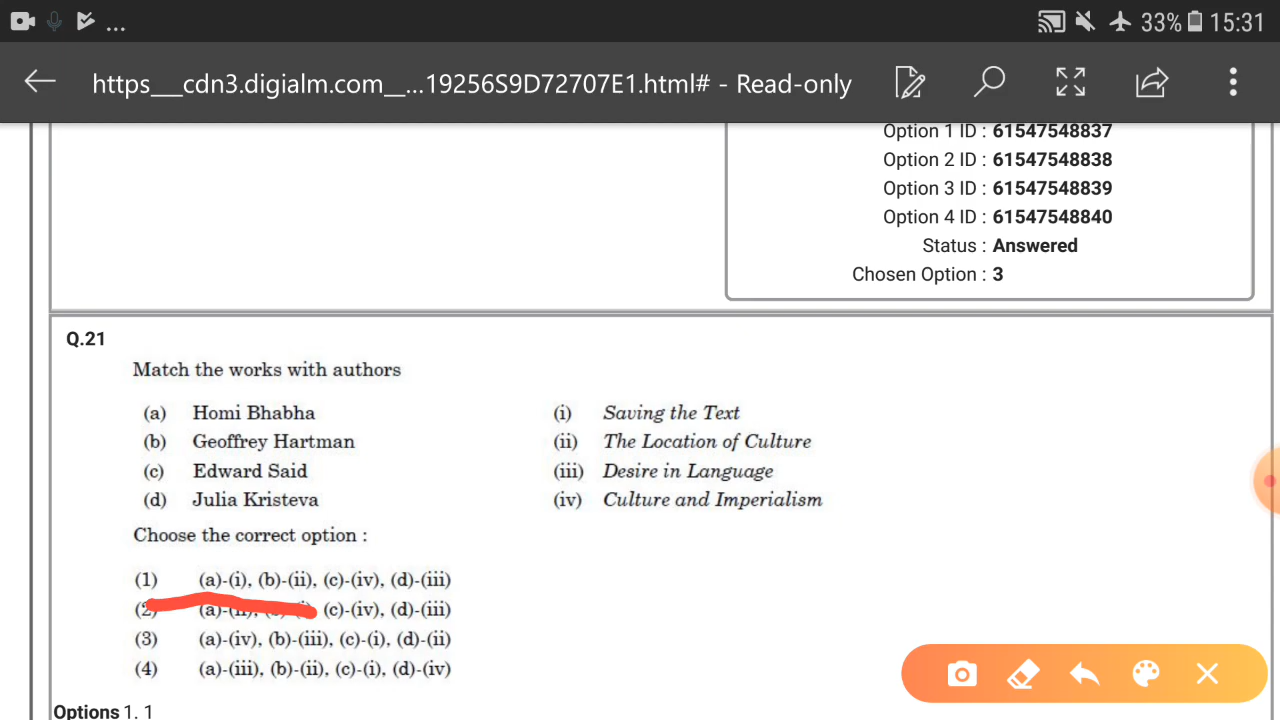 ... 33% 15:31
https___cdn3.digialm.com__...19256S9D72707E1.html# - Read-only
Option 1 ID : 61547548837
Option 2 ID : 61547548838
Option 3 ID : 61547548839
Option 4 ID : 61547548840
Status : Answered
Chosen Option : 3
Q.21
Match the works with authors
(a) Homi Bhabha (i) Saving the Text
(b) Geoffrey Hartman (ii) The Location of Culture
(c) Edward Said (iii) Desire in Language
(d) Julia Kristeva (iv) Culture and Imperialism
Choose the correct option :
(1) (a)-(i), (b)-(ii), (c)-(iv), (d)-(iii)
(2) (a)-(ii), (c)-(iv), (d)-(iii)
(3) (a)-(iv), (b)-(iii), (c)-(i), (d)-(ii)
(4) (a)-(iii), (b)-(ii), (c)-(i), (d)-(iv)
Options 1. 1